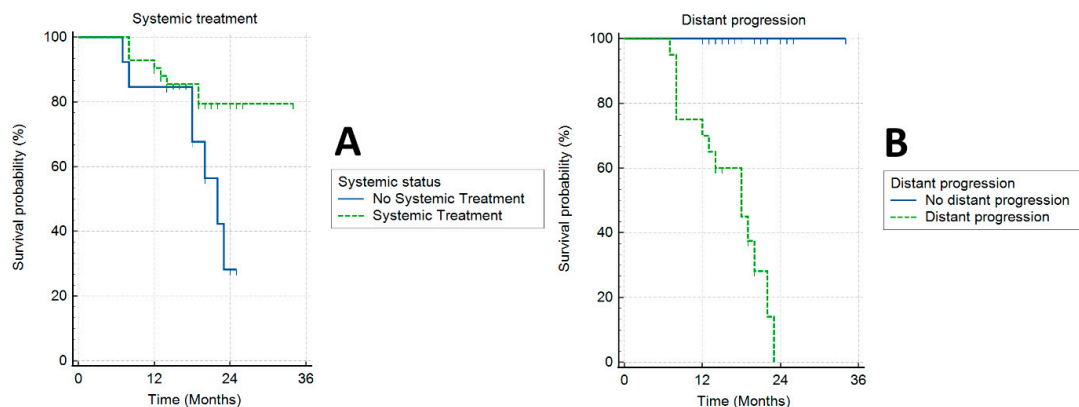 Systemic treatment
100
80
60
40
20
0
Survival probability (%)
0 12 24 36
Time (Months)
A
Systemic status
No Systemic Treatment
Systemic Treatment
Distant progression
100
80
60
40
20
0
Survival probability (%)
0 12 24 36
Time (Months)
B
Distant progression
No distant progression
Distant progression